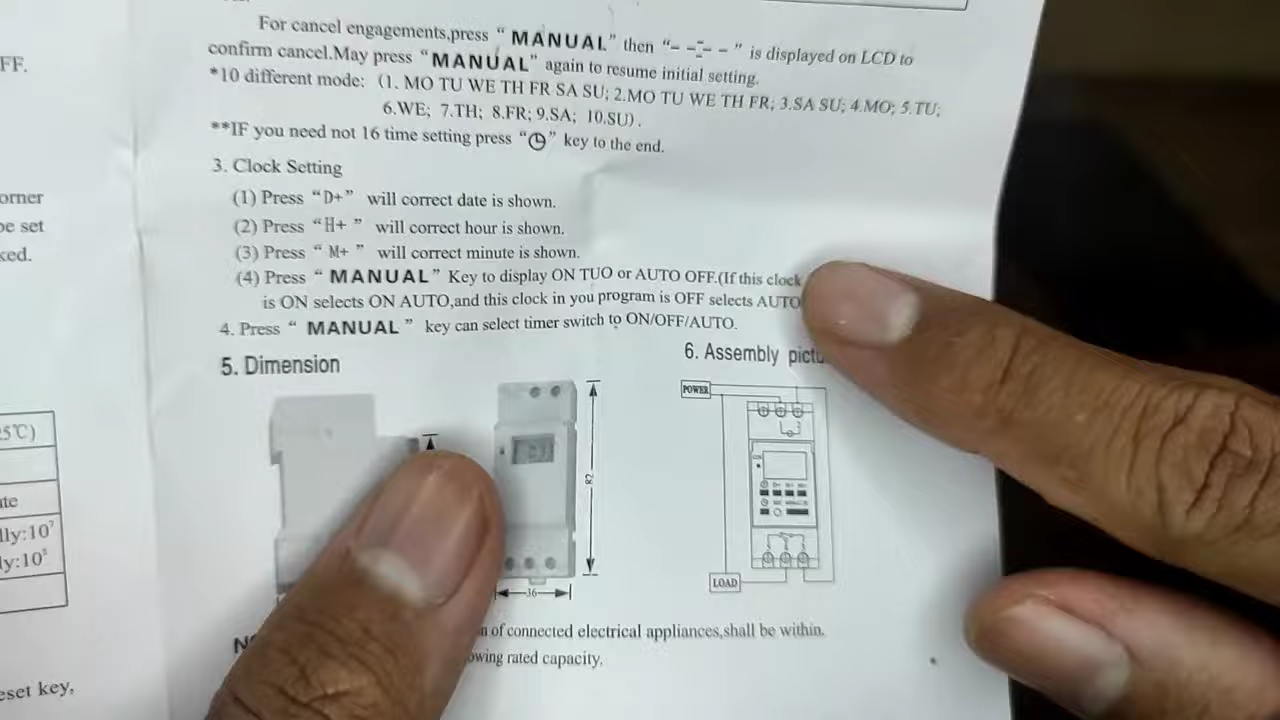 FF.
orner
be set
ked.
5℃)
lly:10⁷
y:10⁵
eset key,
For cancel engagements,press “ MANUAL” then “– –:– – ” is displayed on LCD to
confirm cancel.May press “MANUAL” again to resume initial setting.
*10 different mode: (1. MO TU WE TH FR SA SU; 2.MO TU WE TH FR; 3.SA SU; 4.MO; 5.TU;
6.WE; 7.TH; 8.FR; 9.SA; 10.SU) .
**IF you need not 16 time setting press “🕒” key to the end.
3. Clock Setting
(1) Press “D+” will correct date is shown.
(2) Press “H+ ” will correct hour is shown.
(3) Press “ M+ ” will correct minute is shown.
(4) Press “ MANUAL” Key to display ON TUO or AUTO OFF.(If this clock
is ON selects ON AUTO,and this clock in you program is OFF selects AUTO
4. Press “ MANUAL ” key can select timer switch to ON/OFF/AUTO.
5. Dimension
6. Assembly pictu
POWER
82
LOAD
36
n of connected electrical appliances,shall be within.
owing rated capacity.